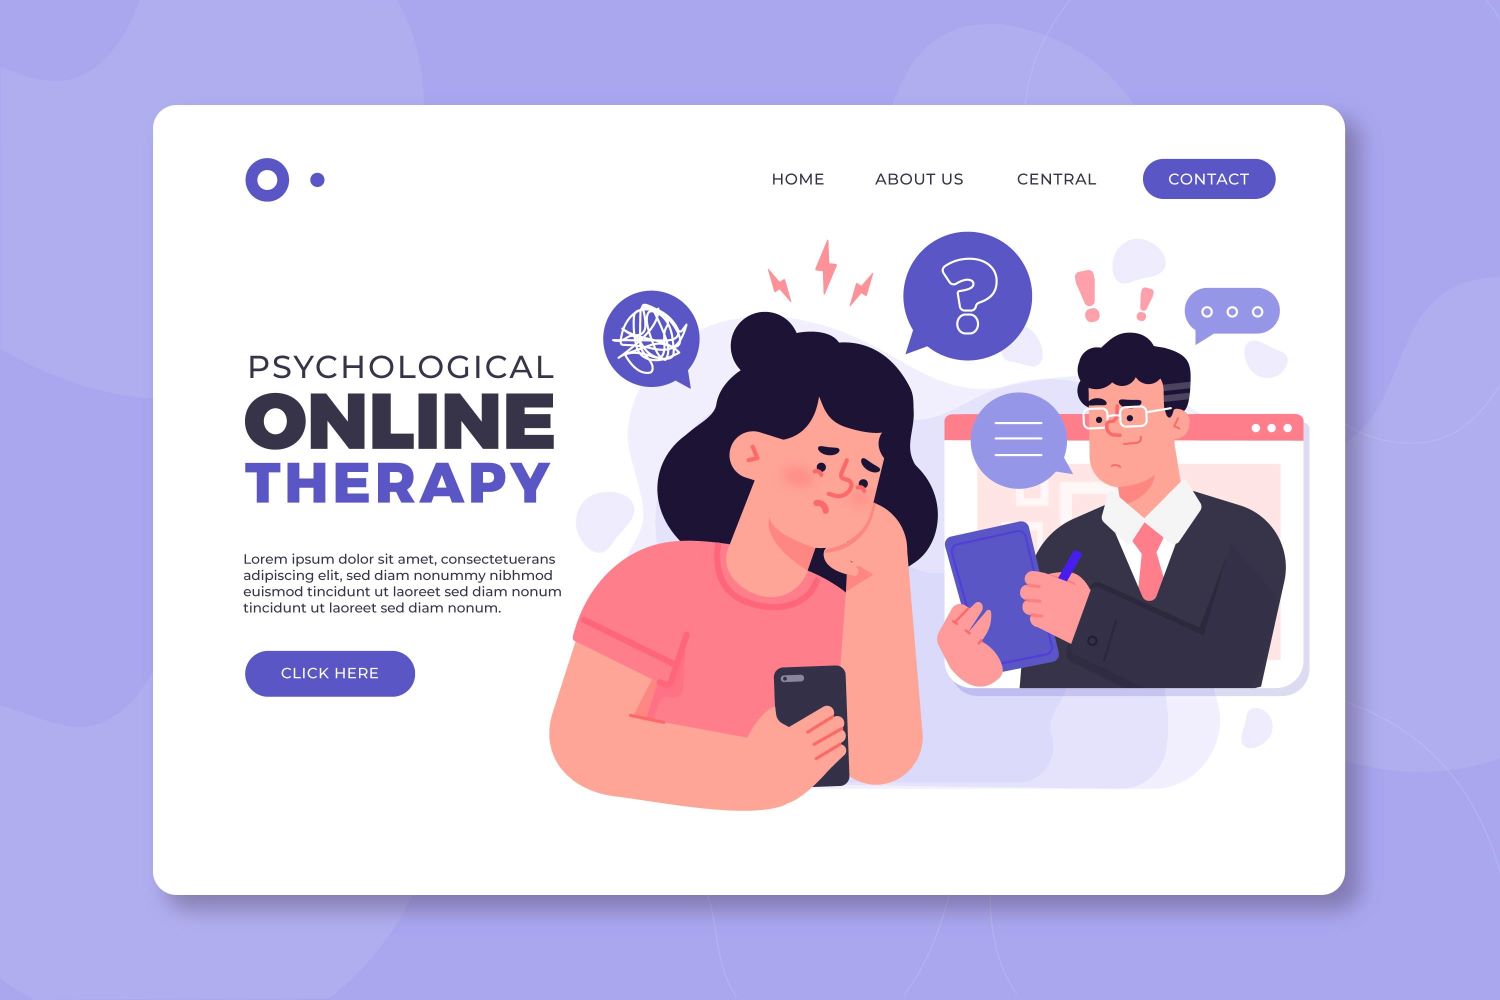 HOME ABOUT US CENTRAL CONTACT
PSYCHOLOGICAL
ONLINE
THERAPY
Lorem ipsum dolor sit amet, consectetuerans
adipiscing elit, sed diam nonummy nibhmod
euismod tincidunt ut laoreet sed diam nonum
tincidunt ut laoreet sed diam nonum.
CLICK HERE
?
! !